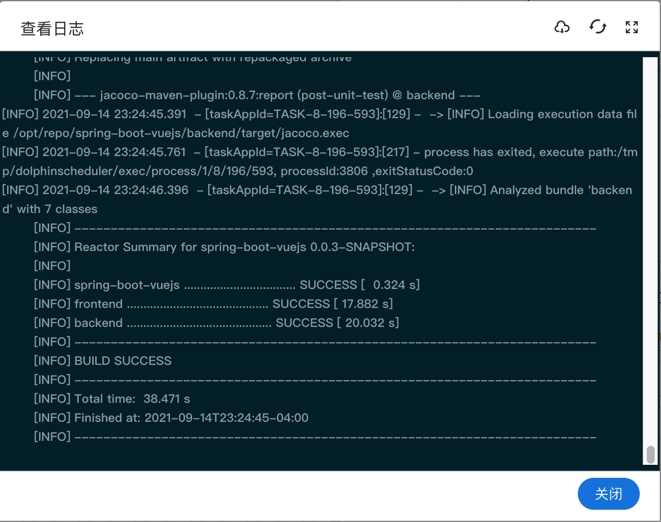 查看日志
[INFO] Replacing main artifact with repackaged archive
[INFO]
[INFO] --- jacoco-maven-plugin:0.8.7:report (post-unit-test) @ backend ---
[INFO] 2021-09-14 23:24:45.391 - [taskAppId=TASK-8-196-593]:[129] - -> [INFO] Loading execution data fil
e /opt/repo/spring-boot-vuejs/backend/target/jacoco.exec
[INFO] 2021-09-14 23:24:45.761 - [taskAppId=TASK-8-196-593]:[217] - process has exited, execute path:/tm
p/dolphinscheduler/exec/process/1/8/196/593, processId:3806 ,exitStatusCode:0
[INFO] 2021-09-14 23:24:46.396 - [taskAppId=TASK-8-196-593]:[129] - -> [INFO] Analyzed bundle 'backen
d' with 7 classes
[INFO] ------------------------------------------------------------------------
[INFO] Reactor Summary for spring-boot-vuejs 0.0.3-SNAPSHOT:
[INFO]
[INFO] spring-boot-vuejs .................................. SUCCESS [  0.324 s]
[INFO] frontend ........................................... SUCCESS [ 17.882 s]
[INFO] backend ............................................ SUCCESS [ 20.032 s]
[INFO] ------------------------------------------------------------------------
[INFO] BUILD SUCCESS
[INFO] ------------------------------------------------------------------------
[INFO] Total time:  38.471 s
[INFO] Finished at: 2021-09-14T23:24:45-04:00
[INFO] ------------------------------------------------------------------------
关闭